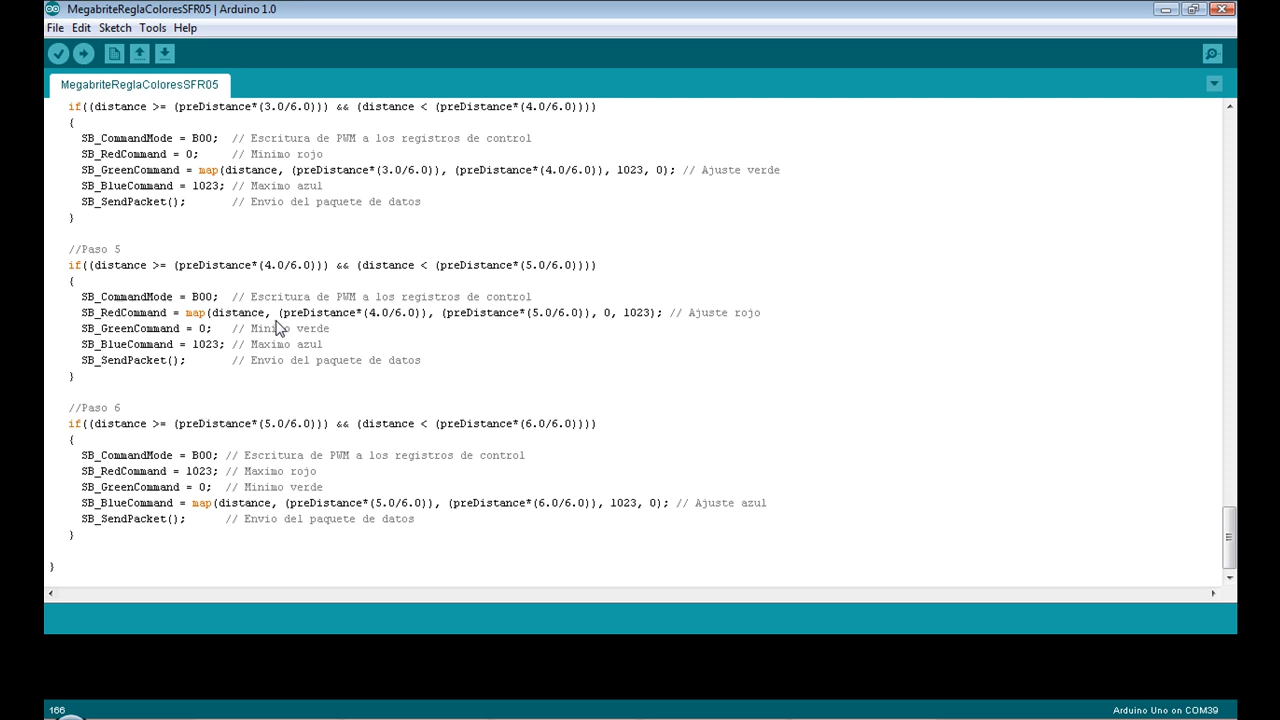 MegabriteReglaColoresSFR05 | Arduino 1.0
File Edit Sketch Tools Help
MegabriteReglaColoresSFR05
if((distance >= (preDistance*(3.0/6.0))) && (distance < (preDistance*(4.0/6.0))))
{
SB_CommandMode = B00; // Escritura de PWM a los registros de control
SB_RedCommand = 0; // Minimo rojo
SB_GreenCommand = map(distance, (preDistance*(3.0/6.0)), (preDistance*(4.0/6.0)), 1023, 0); // Ajuste verde
SB_BlueCommand = 1023; // Maximo azul
SB_SendPacket(); // Envio del paquete de datos
}
//Paso 5
if((distance >= (preDistance*(4.0/6.0))) && (distance < (preDistance*(5.0/6.0))))
{
SB_CommandMode = B00; // Escritura de PWM a los registros de control
SB_RedCommand = map(distance, (preDistance*(4.0/6.0)), (preDistance*(5.0/6.0)), 0, 1023); // Ajuste rojo
SB_GreenCommand = 0; // Minimo verde
SB_BlueCommand = 1023; // Maximo azul
SB_SendPacket(); // Envio del paquete de datos
}
//Paso 6
if((distance >= (preDistance*(5.0/6.0))) && (distance < (preDistance*(6.0/6.0))))
{
SB_CommandMode = B00; // Escritura de PWM a los registros de control
SB_RedCommand = 1023; // Maximo rojo
SB_GreenCommand = 0; // Minimo verde
SB_BlueCommand = map(distance, (preDistance*(5.0/6.0)), (preDistance*(6.0/6.0)), 1023, 0); // Ajuste azul
SB_SendPacket(); // Envio del paquete de datos
}
}
166 Arduino Uno on COM39